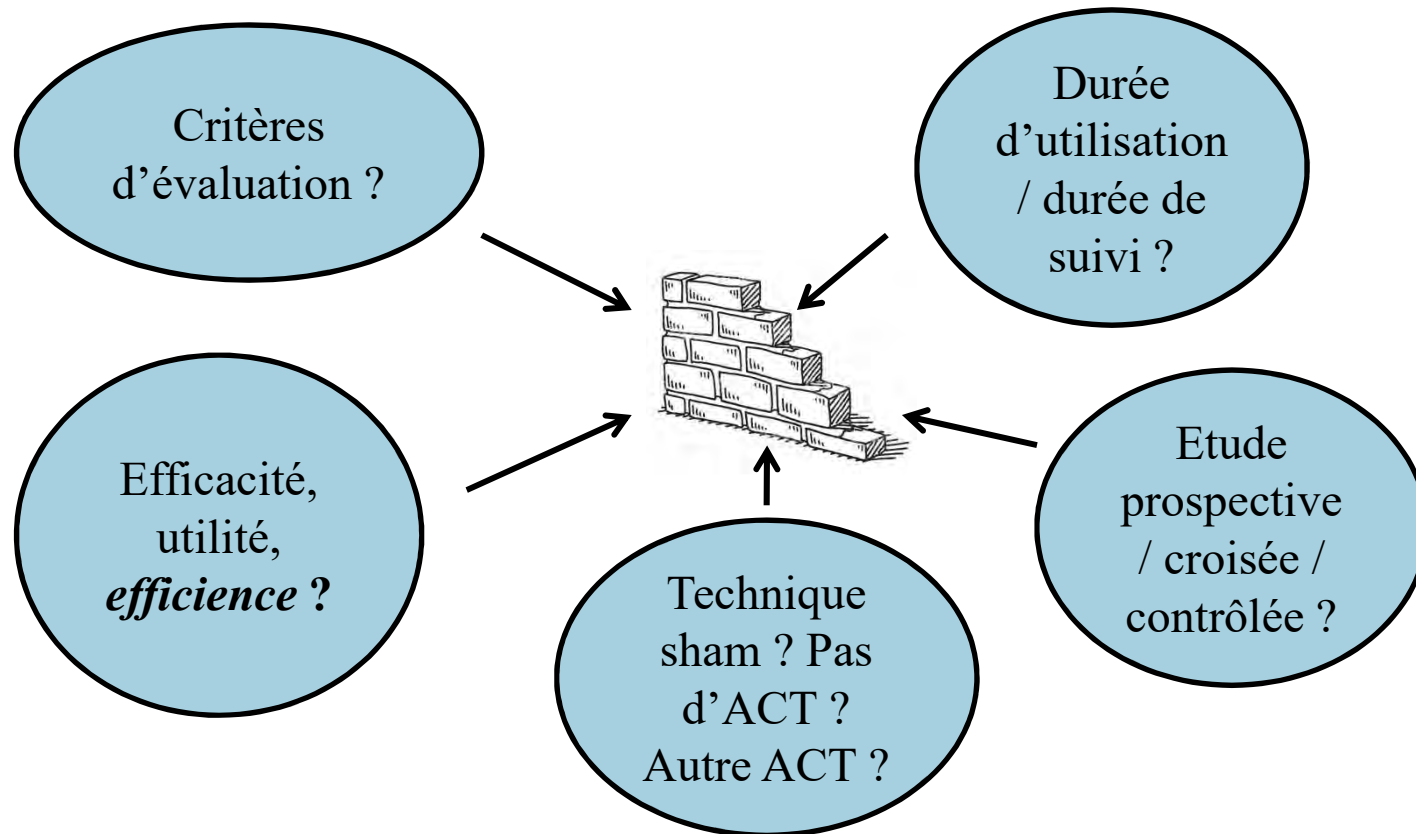 Critères
d’évaluation ?
Durée
d’utilisation
/ durée de
suivi ?
Efficacité,
utilité,
efficience ?
Technique
sham ? Pas
d’ACT ?
Autre ACT ?
Etude
prospective
/ croisée /
contrôlée ?